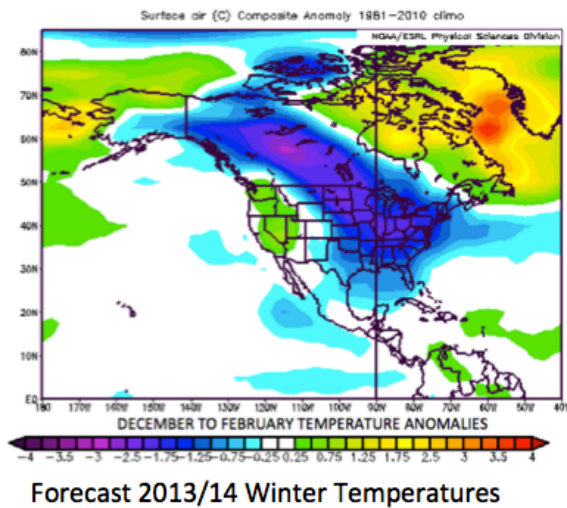 Surface air (C) Composite Anomaly 1981-2010 climo
NOAA/ESRL Physical Sciences Division
80N
70N
60N
50N
40N
30N
20N
10N
EQ
180 170W 160W 150W 140W 130W 120W 110W 100W 90W 80W 70W 60W 50W 40W
DECEMBER TO FEBRUARY TEMPERATURE ANOMALIES
-4 -3.5 -3 -2.5 -1.75 -1.25 -0.75 -0.25 0.25 0.75 1.25 1.75 2.5 3 3.5 4
Forecast 2013/14 Winter Temperatures